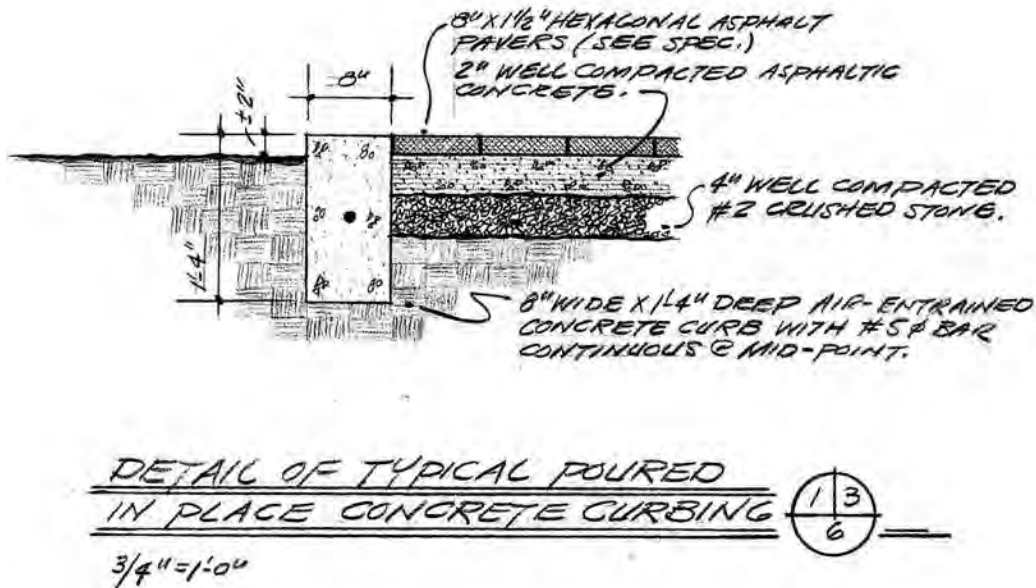 8" X 1 1/2" HEXAGONAL ASPHALT
PAVERS (SEE SPEC.)
2" WELL COMPACTED ASPHALTIC
CONCRETE.
8"
±2"
4" WELL COMPACTED
#2 CRUSHED STONE.
1'-4"
8" WIDE X 1'-4" DEEP AIR-ENTRAINED
CONCRETE CURB WITH #5 ⌀ BAR
CONTINUOUS @ MID-POINT.
DETAIL OF TYPICAL POURED
IN PLACE CONCRETE CURBING
1 3
6
3/4" = 1'-0"